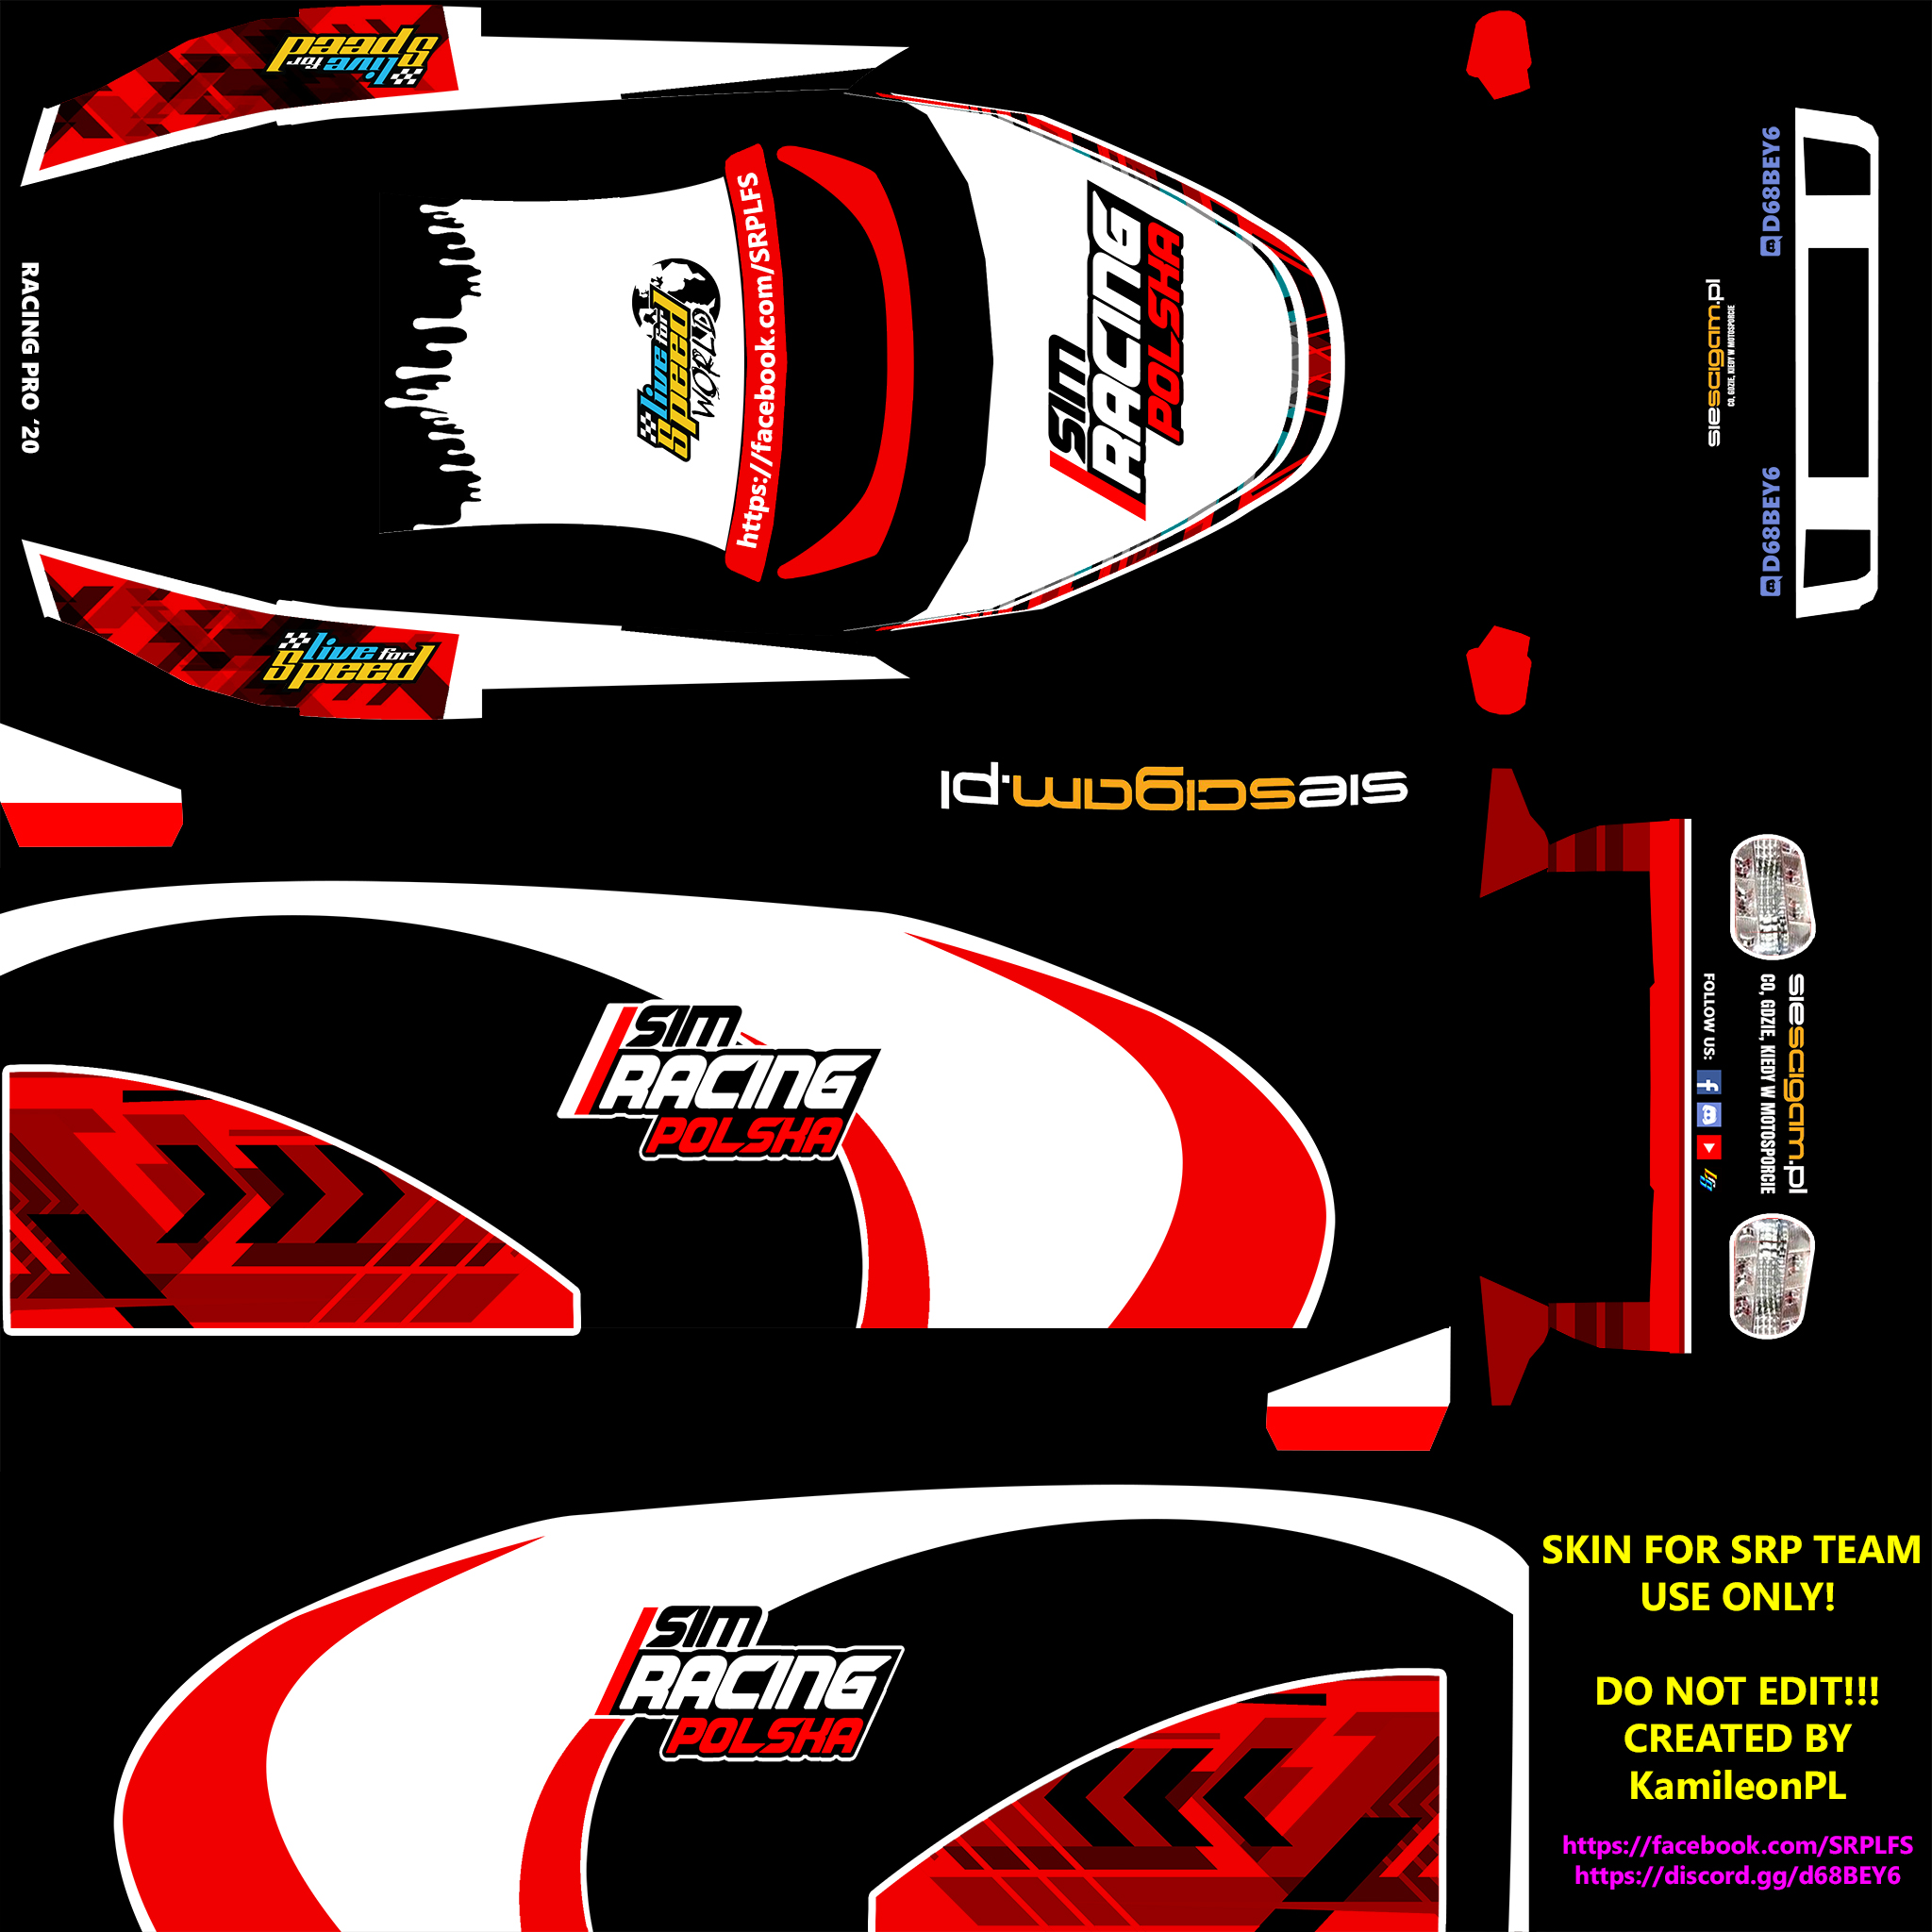 Live for
Speed
RACING PRO ‘20
Live for
Speed
WORLD
https://facebook.com/SRPLFS
SIM
RACING
POLSHA
D68BEY6
D68BEY6
siescigam.pl
CO, GDZIE, KIEDY W MOTOSPORCIE
Live for
Speed
siescigam.pl
SIM
RACING
POLSHA
FOLLOW US:
siescigam.pl
CO, GDZIE, KIEDY W MOTOSPORCIE
SIM
RACING
POLSHA
SKIN FOR SRP TEAM
USE ONLY!
DO NOT EDIT!!!
CREATED BY
KamileonPL
https://facebook.com/SRPLFS
https://discord.gg/d68BEY6